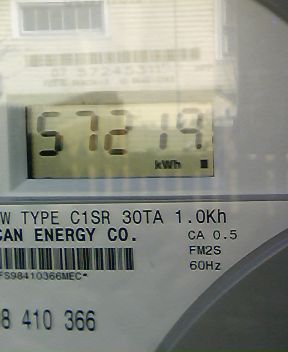 57219
kWh
W TYPE C1SR 30TA 1.0Kh
CAN ENERGY CO.
CA 0.5
FM2S
60Hz
FS98410366MEC*
8 410 366